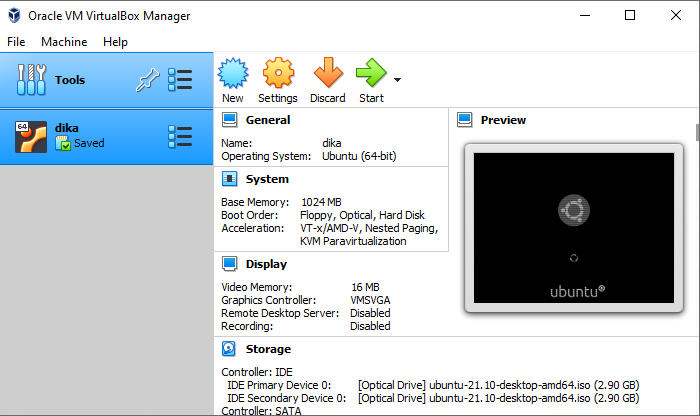 Oracle VM VirtualBox Manager
File Machine Help
Tools
New Settings Discard Start
64
dika
Saved
General
Name: dika
Operating System: Ubuntu (64-bit)
System
Base Memory: 1024 MB
Boot Order: Floppy, Optical, Hard Disk
Acceleration: VT-x/AMD-V, Nested Paging,
KVM Paravirtualization
Display
Video Memory: 16 MB
Graphics Controller: VMSVGA
Remote Desktop Server: Disabled
Recording: Disabled
Storage
Controller: IDE
IDE Primary Device 0: [Optical Drive] ubuntu-21.10-desktop-amd64.iso (2.90 GB)
IDE Secondary Device 0: [Optical Drive] ubuntu-21.10-desktop-amd64.iso (2.90 GB)
Controller: SATA
Preview
ubuntu®